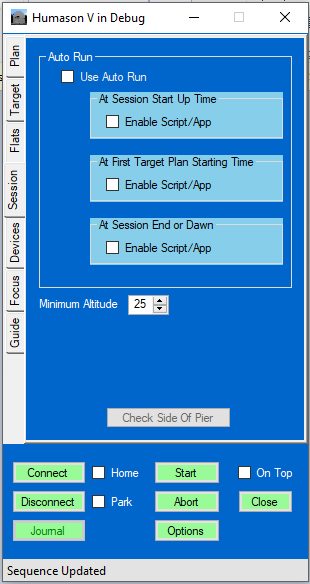 Humason V in Debug
Plan
Target
Flats
Session
Devices
Focus
Guide
Auto Run
Use Auto Run
At Session Start Up Time
Enable Script/App
At First Target Plan Starting Time
Enable Script/App
At Session End or Dawn
Enable Script/App
Minimum Altitude 25
Check Side Of Pier
Connect Home Start On Top
Disconnect Park Abort Close
Journal Options
Sequence Updated